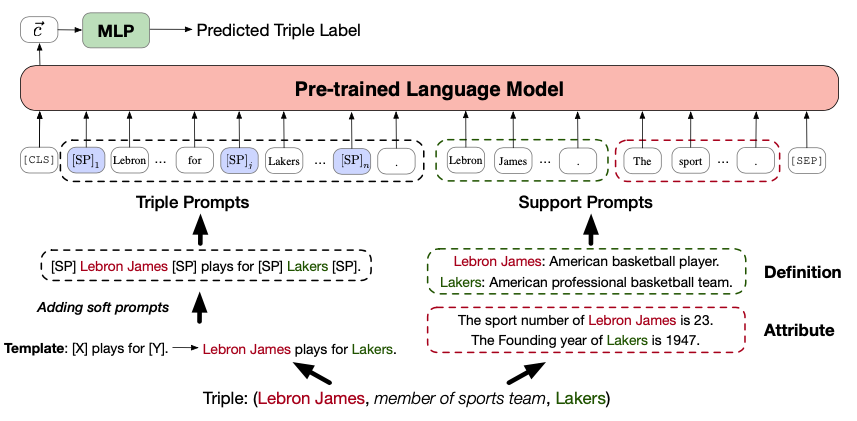 c⃗ MLP Predicted Triple Label
Pre-trained Language Model
[CLS] [SP]₁ Lebron ... for [SP]ⱼ Lakers ... [SP]ₙ . Lebron James ... . The sport ... . [SEP]
Triple Prompts
Support Prompts
[SP] Lebron James [SP] plays for [SP] Lakers [SP].
Lebron James: American basketball player.
Lakers: American professional basketball team.
Definition
Adding soft prompts
The sport number of Lebron James is 23.
The Founding year of Lakers is 1947.
Attribute
Template: [X] plays for [Y]. Lebron James plays for Lakers.
Triple: (Lebron James, member of sports team, Lakers)